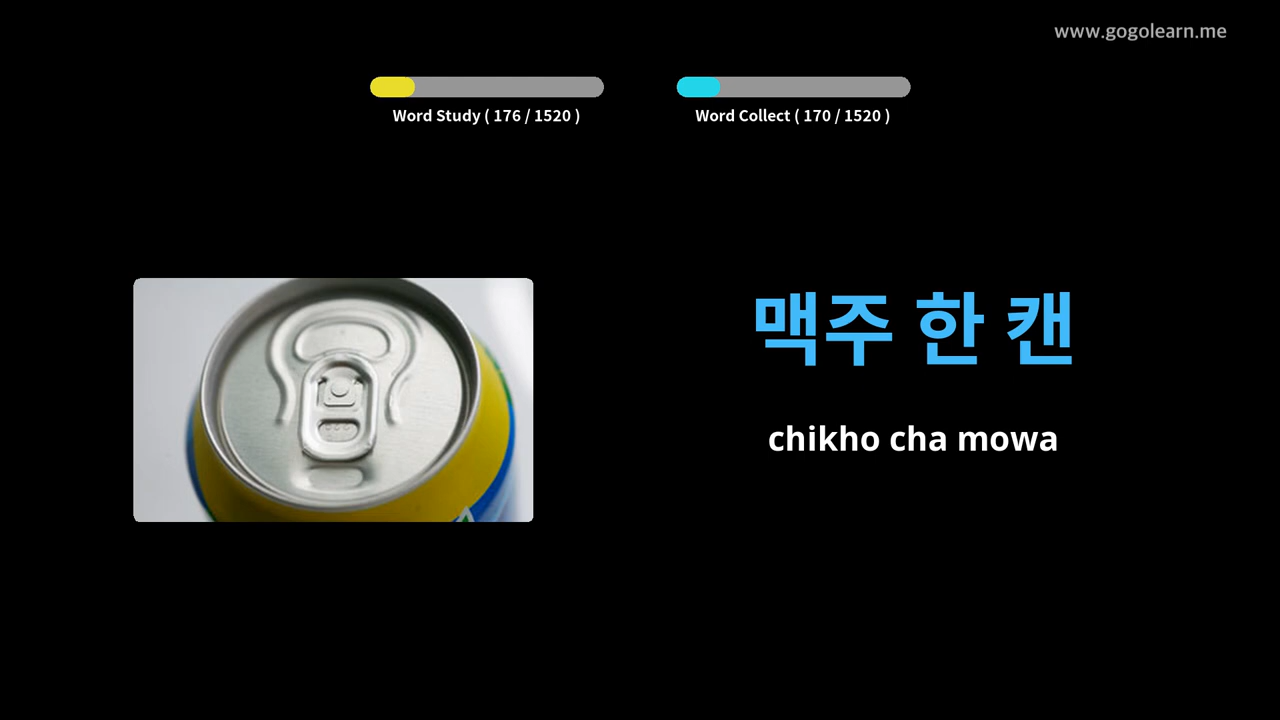 www.gogolearn.me
Word Study ( 176 / 1520 )
Word Collect ( 170 / 1520 )
맥주 한 캔
chikho cha mowa